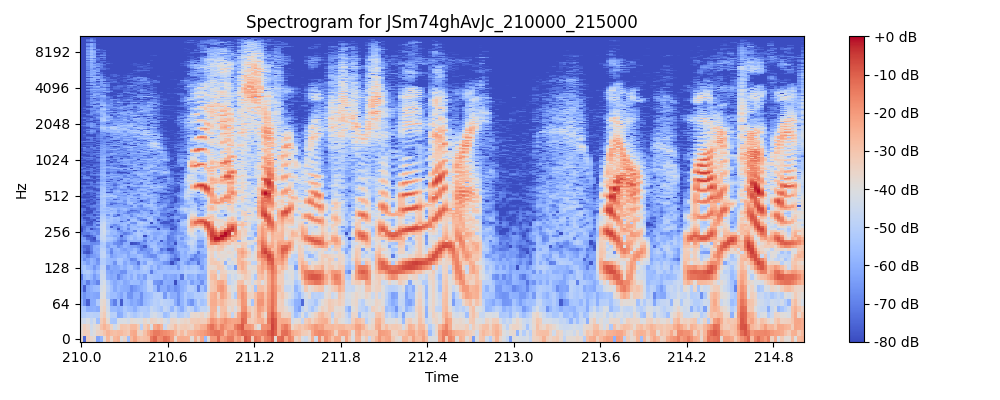 Spectrogram for JSm74ghAvJc_210000_215000
8192
4096
2048
1024
512
256
128
64
0
Hz
210.0 210.6 211.2 211.8 212.4 213.0 213.6 214.2 214.8
Time
+0 dB
-10 dB
-20 dB
-30 dB
-40 dB
-50 dB
-60 dB
-70 dB
-80 dB